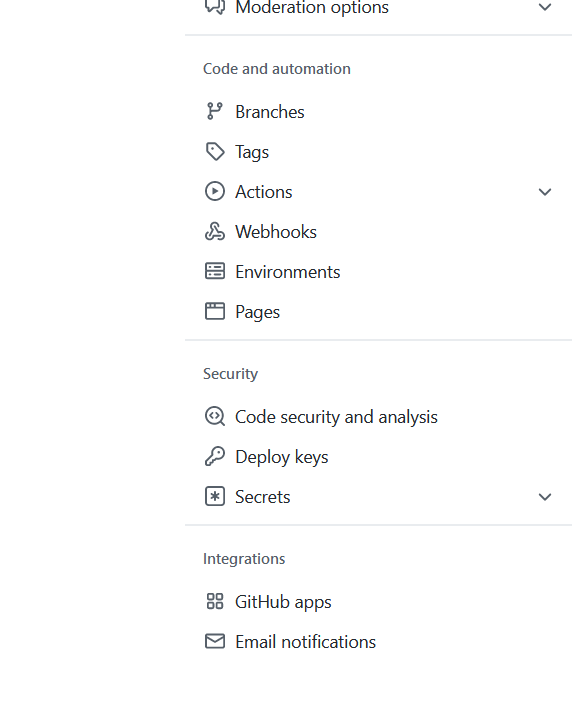 Moderation options
Code and automation
Branches
Tags
Actions
Webhooks
Environments
Pages
Security
Code security and analysis
Deploy keys
Secrets
Integrations
GitHub apps
Email notifications